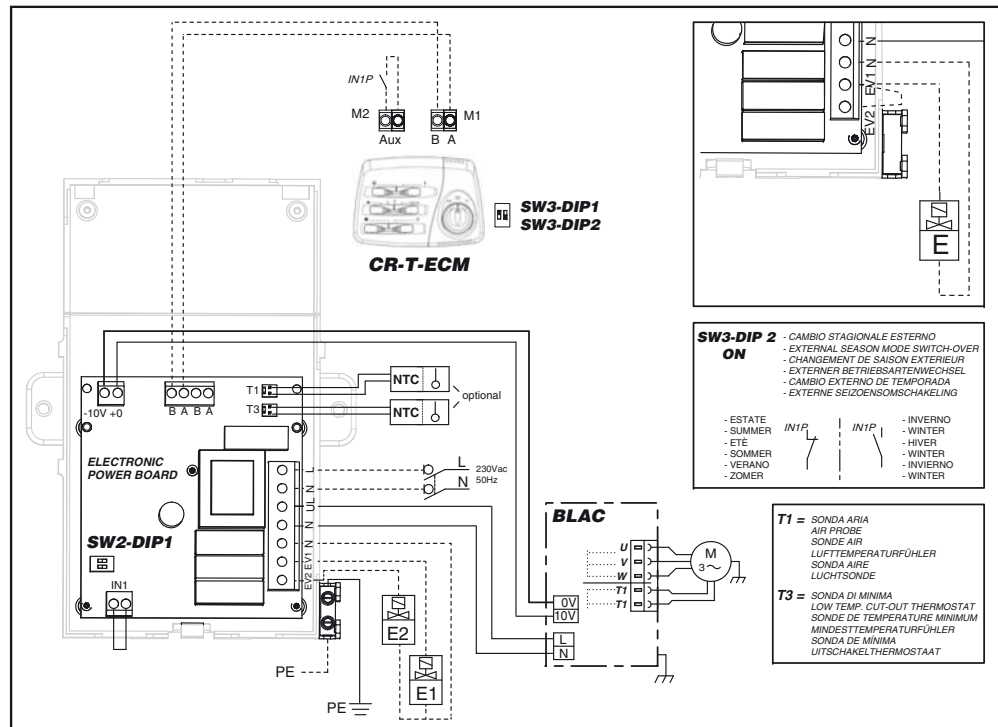 IN1P
M2
M1
Aux
B A
SW3-DIP1
SW3-DIP2
CR-T-ECM
-10V +0
B A B A
T1
T3
NTC
NTC
optional
ELECTRONIC
POWER BOARD
SW2-DIP1
IN1
L
N
UL
N
N
EV1
EV2
L
N
230Vac
50Hz
PE
PE
E2
E1
BLAC
U
V
W
T1
T1
M
3~
0V
10V
L
N
N
N
EV1
EV2
E
SW3-DIP 2
ON
- CAMBIO STAGIONALE ESTERNO
- EXTERNAL SEASON MODE SWITCH-OVER
- CHANGEMENT DE SAISON EXTERIEUR
- EXTERNER BETRIEBSARTENWECHSEL
- CAMBIO EXTERNO DE TEMPORADA
- EXTERNE SEIZOENSOMSCHAKELING
- ESTATE
- SUMMER
- ETÈ
- SOMMER
- VERANO
- ZOMER
IN1P
IN1P
- INVERNO
- WINTER
- HIVER
- WINTER
- INVIERNO
- WINTER
T1 = SONDA ARIA
AIR PROBE
SONDE AIR
LUFTTEMPERATURFÜHLER
SONDA AIRE
LUCHTSONDE
T3 = SONDA DI MINIMA
LOW TEMP. CUT-OUT THERMOSTAT
SONDE DE TEMPERATURE MINIMUM
MINDESTTEMPERATURFÜHLER
SONDA DE MÍNIMA
UITSCHAKELTHERMOSTAAT